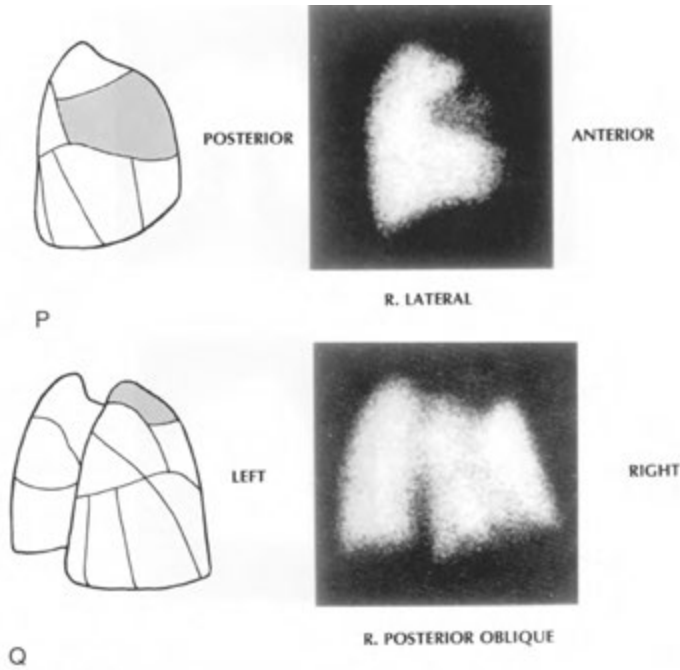 POSTERIOR
ANTERIOR
R. LATERAL
P
LEFT
RIGHT
R. POSTERIOR OBLIQUE
Q